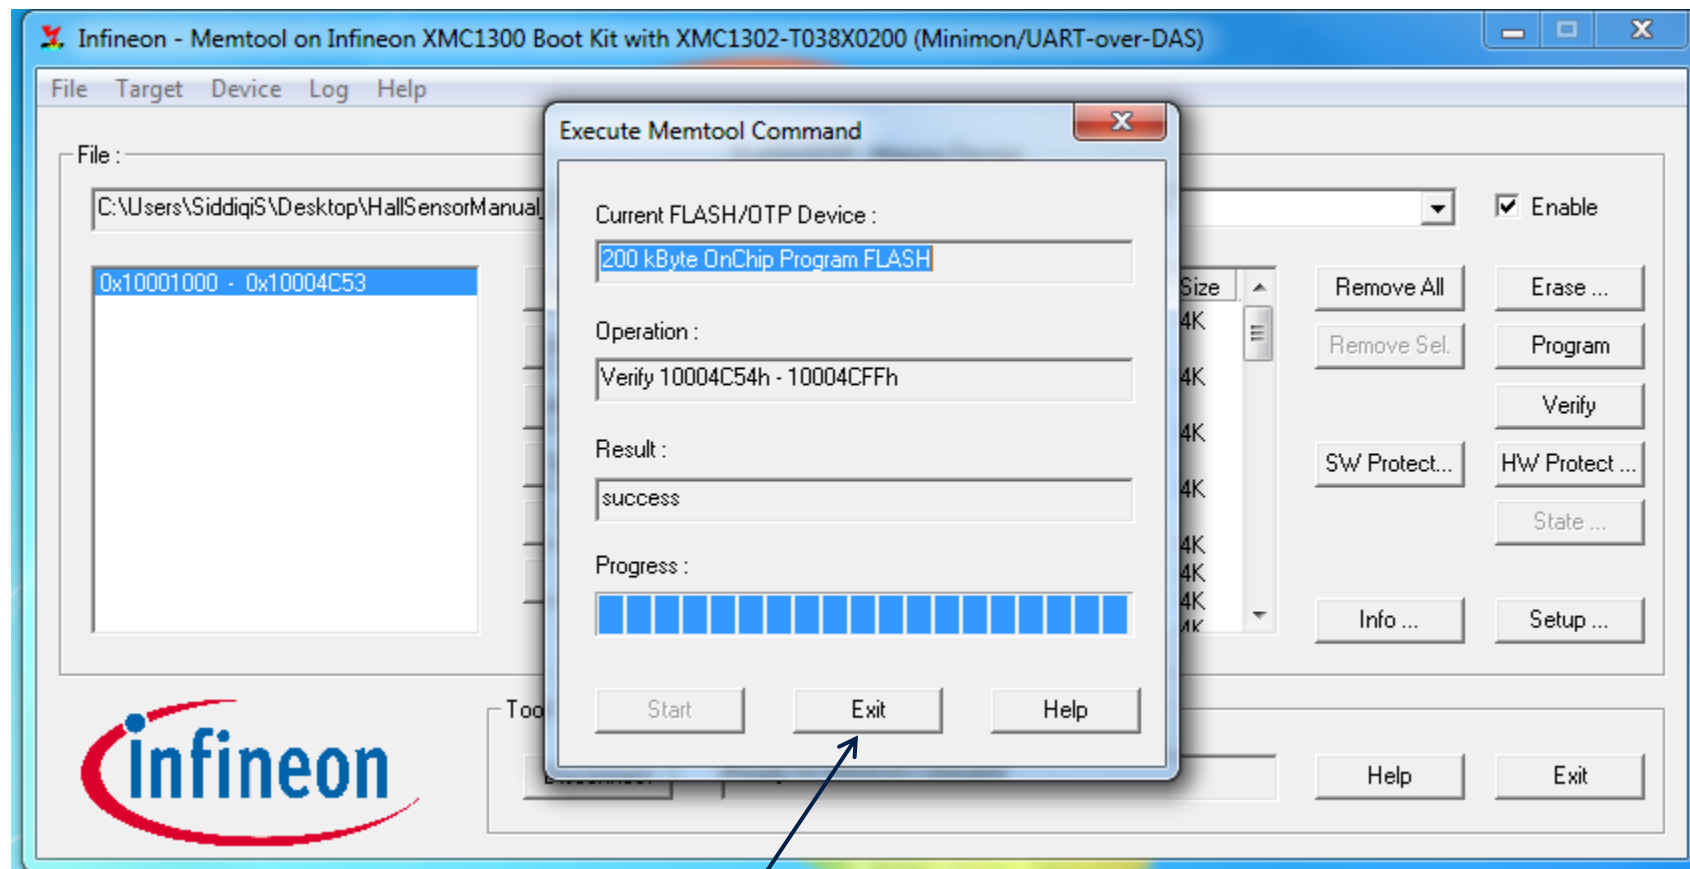 Infineon - Memtool on Infineon XMC1300 Boot Kit with XMC1302-T038X0200 (Minimon/UART-over-DAS)
File Target Device Log Help
Execute Memtool Command
File :
C:\Users\SiddiqiS\Desktop\HallSensorManual_
Enable
0x10001000 - 0x10004C53
Current FLASH/OTP Device :
200 kByte OnChip Program FLASH
Operation :
Verify 10004C54h - 10004CFFh
Result :
success
Progress :
Start Exit Help
Size
4K
4K
4K
4K
4K
4K
4K
4K
Remove All Erase ...
Remove Sel. Program
Verify
SW Protect... HW Protect ...
State ...
Info ... Setup ...
infineon
Help Exit